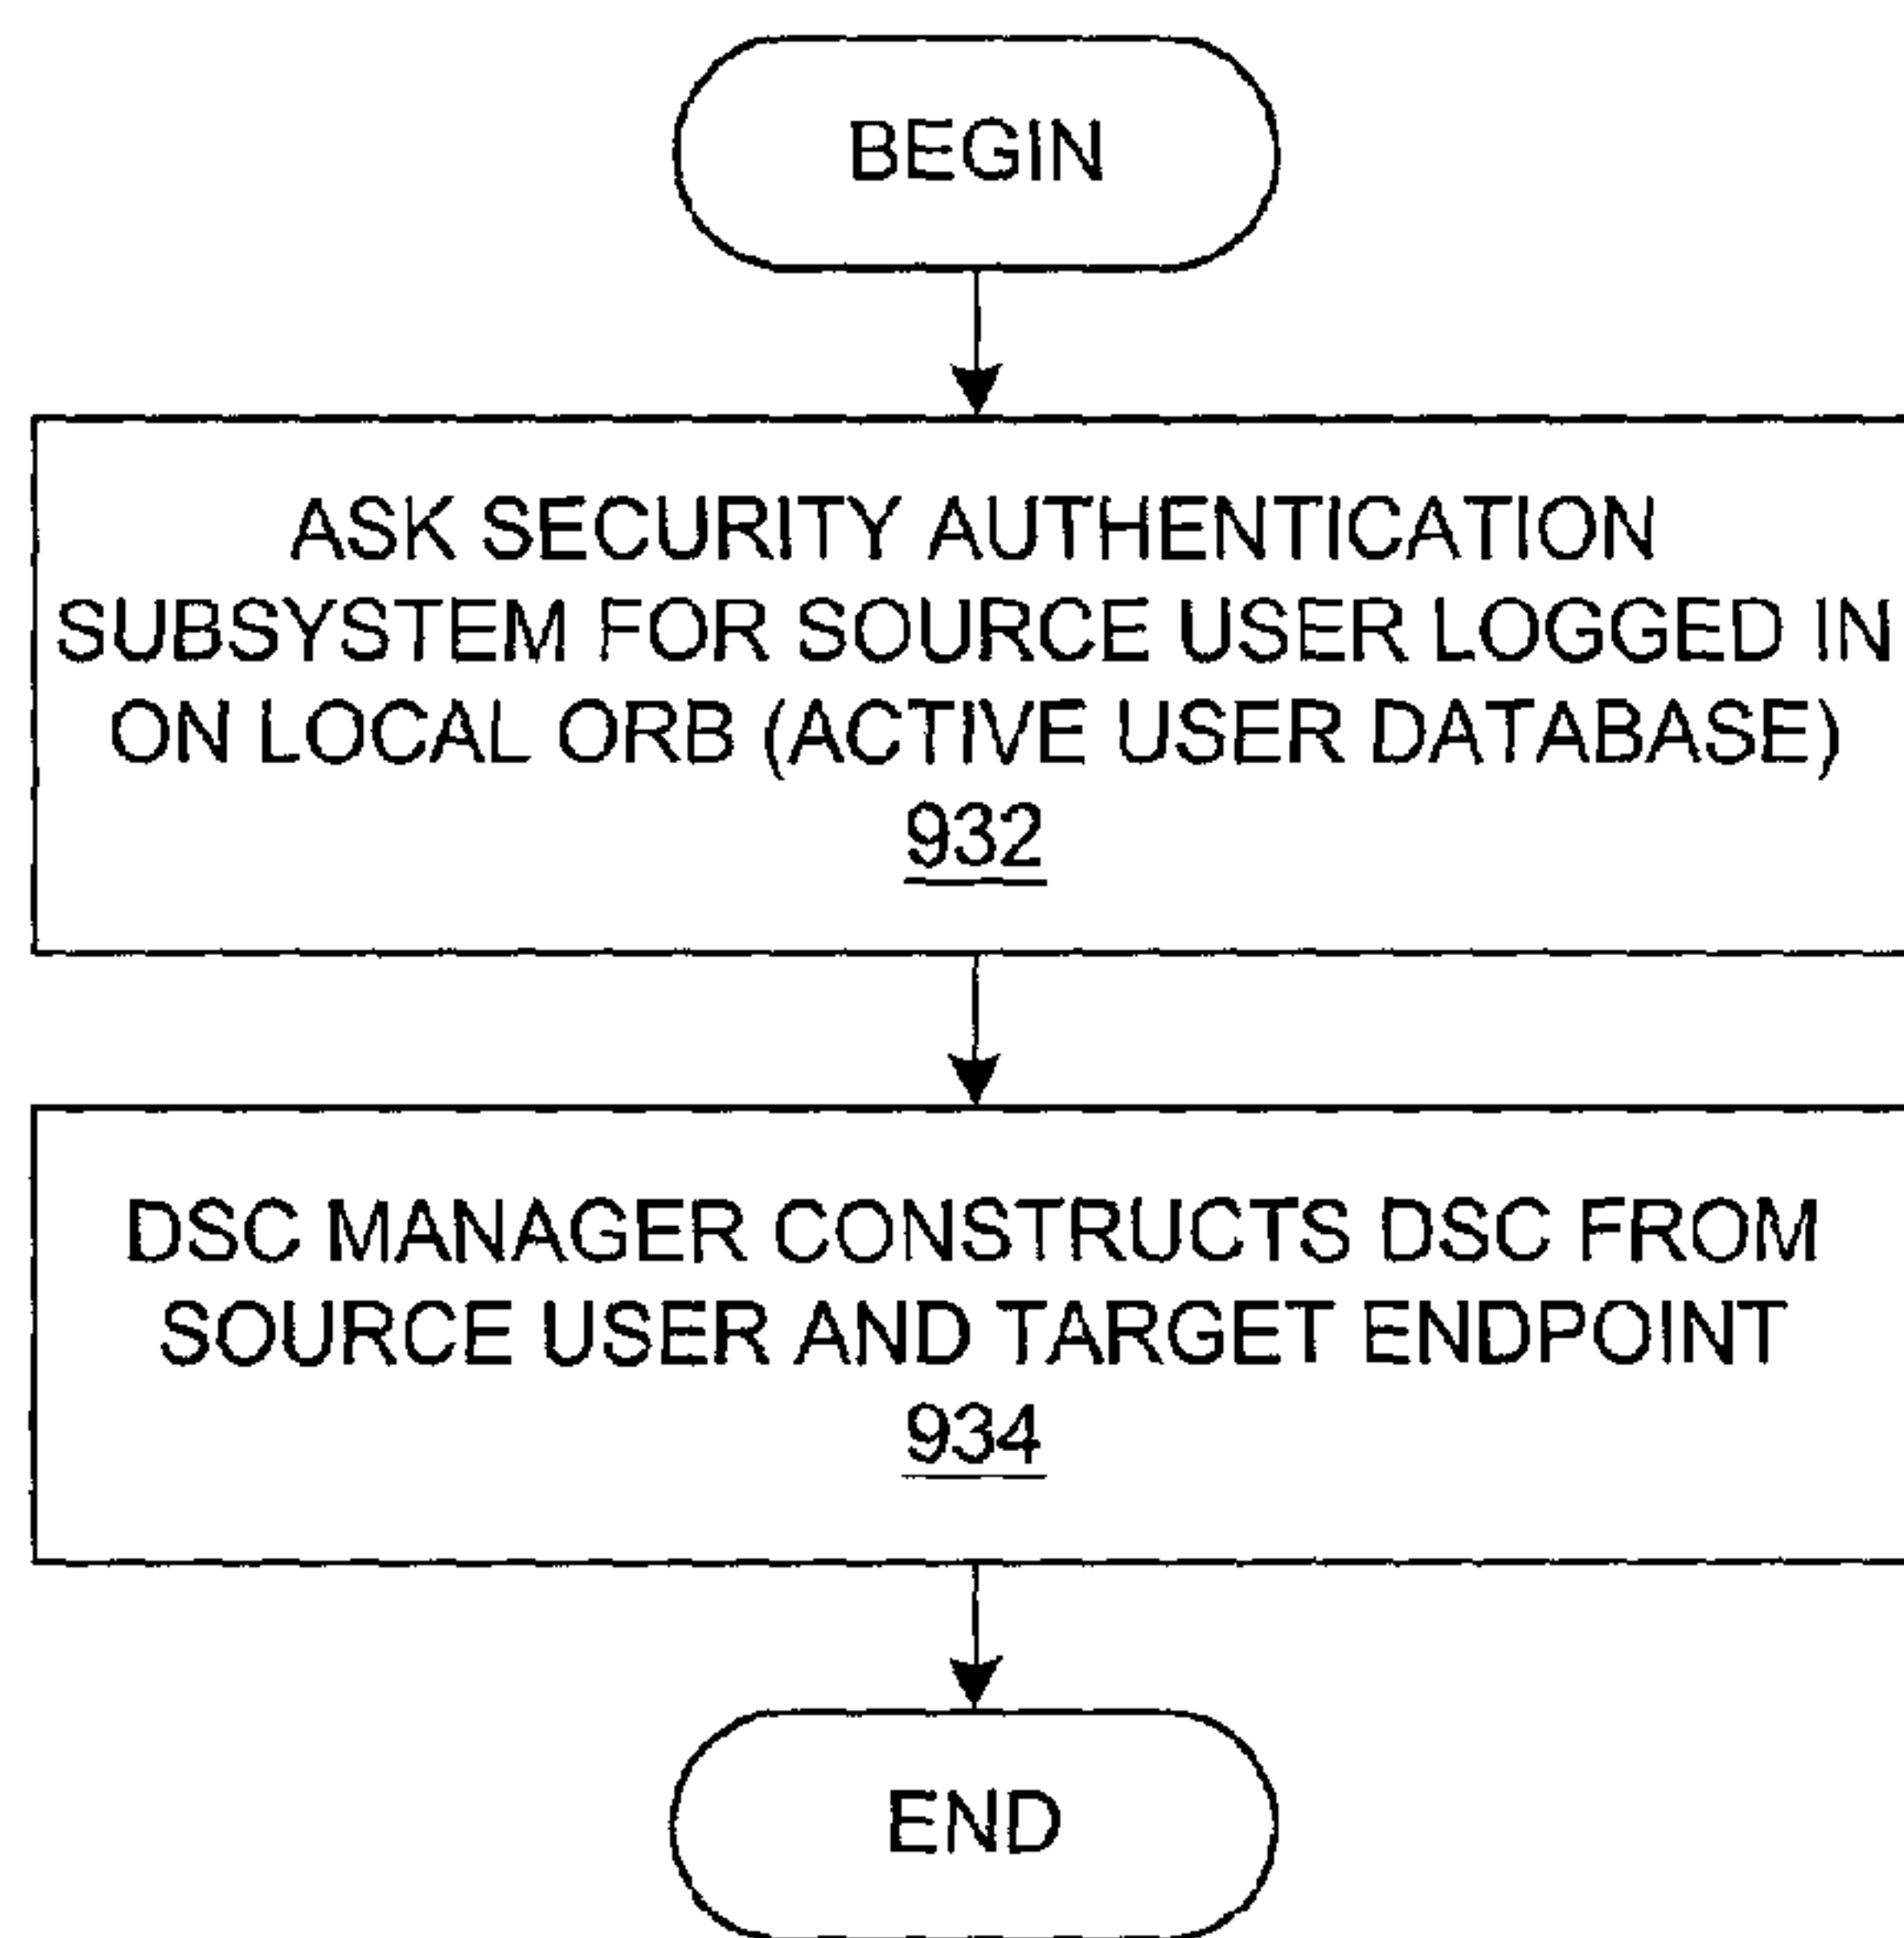 BEGIN
ASK SECURITY AUTHENTICATION
SUBSYSTEM FOR SOURCE USER LOGGED IN
ON LOCAL ORB (ACTIVE USER DATABASE)
932
DSC MANAGER CONSTRUCTS DSC FROM
SOURCE USER AND TARGET ENDPOINT
934
END